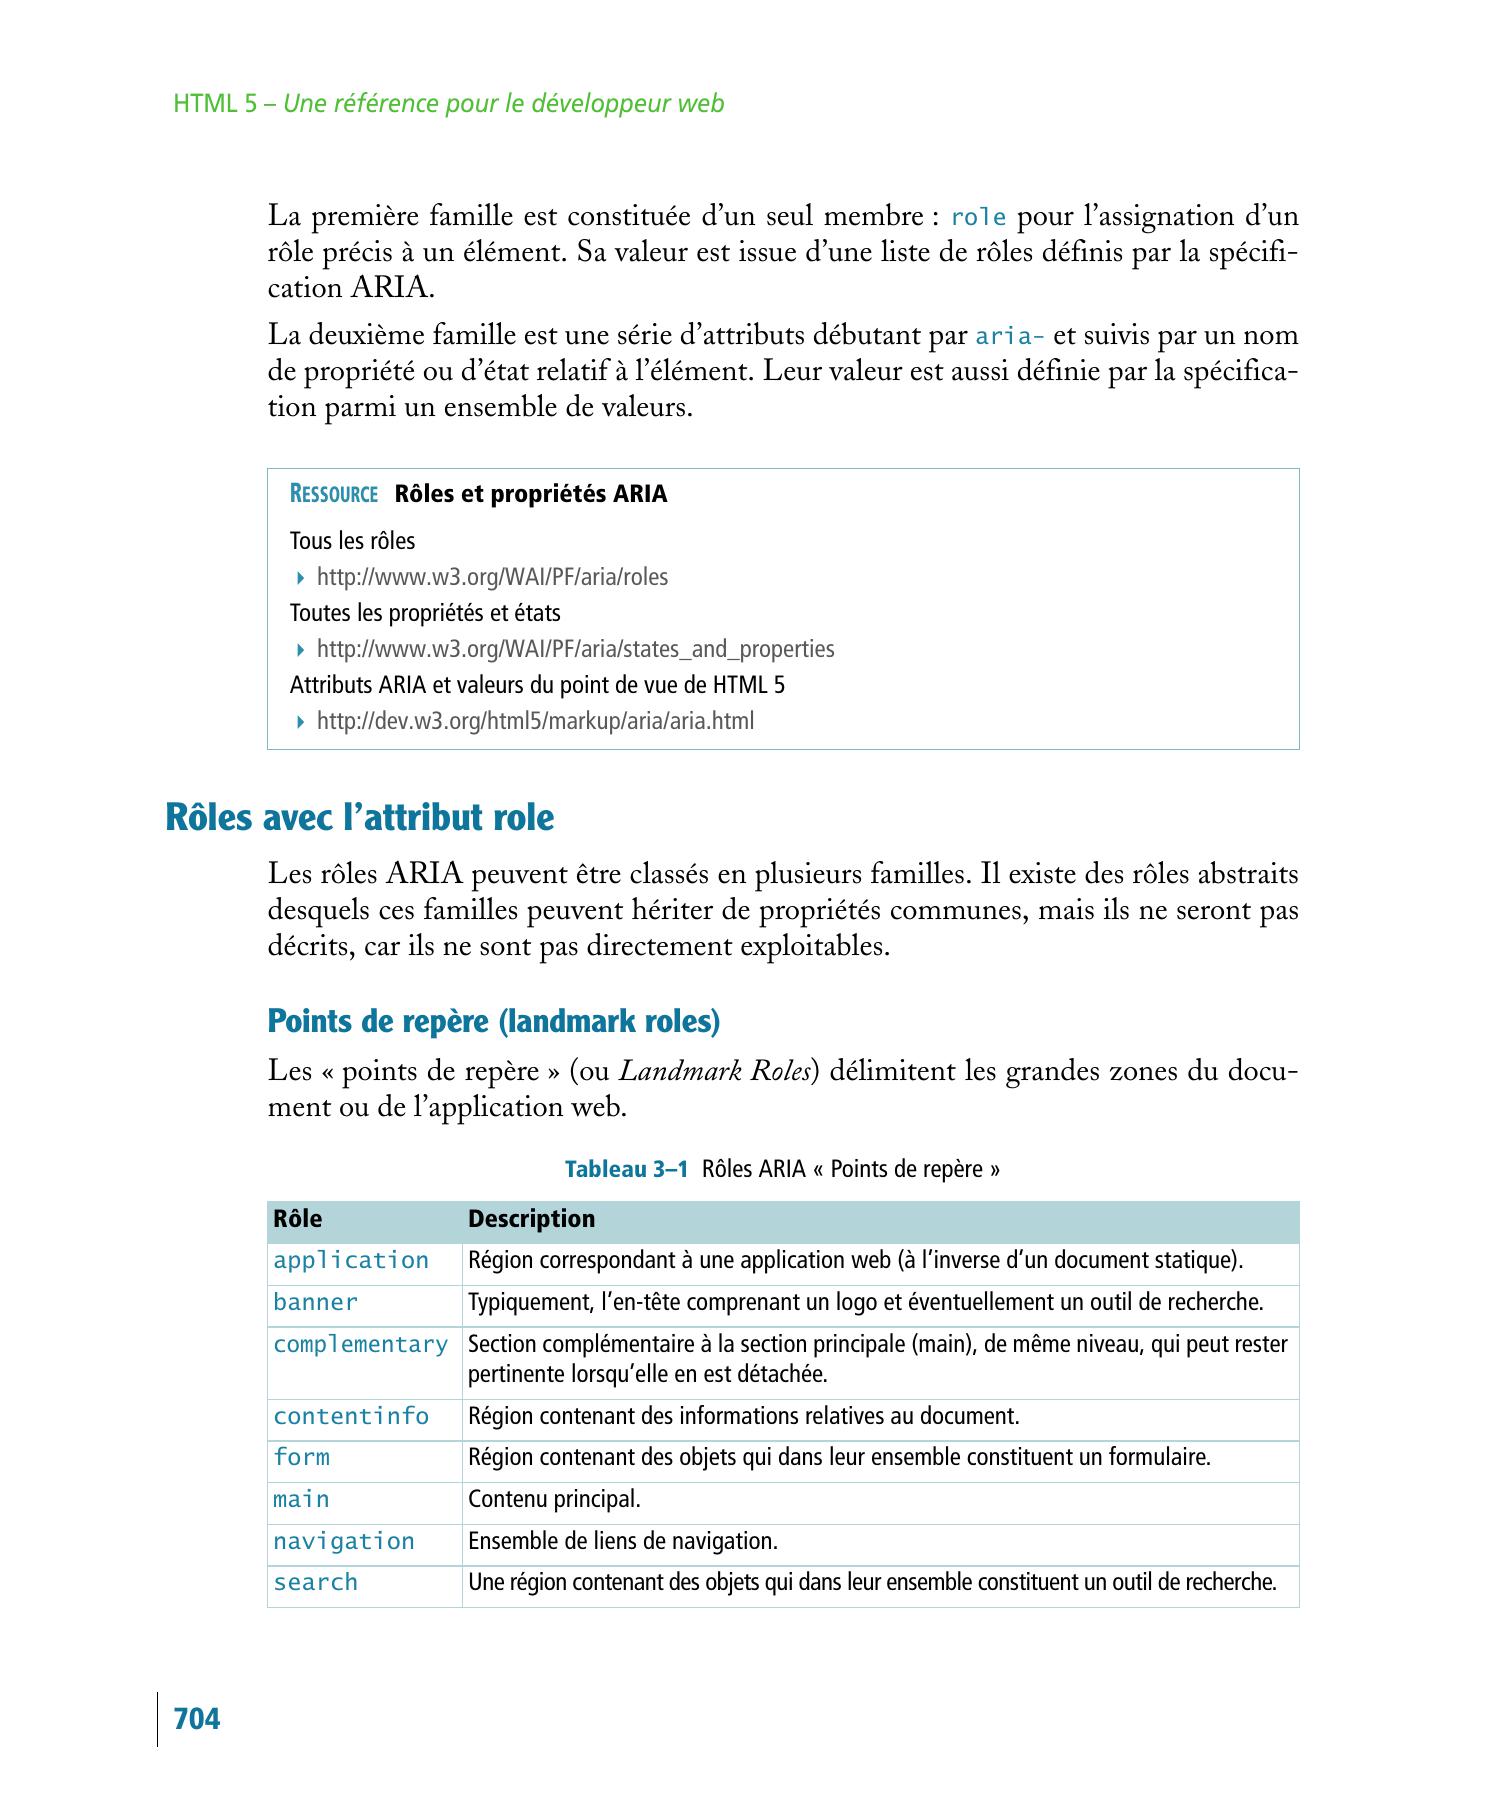 HTML 5 – Une référence pour le développeur web
La première famille est constituée d’un seul membre : role pour l’assignation d’un
rôle précis à un élément. Sa valeur est issue d’une liste de rôles définis par la spécifi-
cation ARIA.
La deuxième famille est une série d’attributs débutant par aria- et suivis par un nom
de propriété ou d’état relatif à l’élément. Leur valeur est aussi définie par la spécifica-
tion parmi un ensemble de valeurs.
RESSOURCE Rôles et propriétés ARIA
Tous les rôles
http://www.w3.org/WAI/PF/aria/roles
Toutes les propriétés et états
http://www.w3.org/WAI/PF/aria/states_and_properties
Attributs ARIA et valeurs du point de vue de HTML 5
http://dev.w3.org/html5/markup/aria/aria.html
Rôles avec l’attribut role
Les rôles ARIA peuvent être classés en plusieurs familles. Il existe des rôles abstraits
desquels ces familles peuvent hériter de propriétés communes, mais ils ne seront pas
décrits, car ils ne sont pas directement exploitables.
Points de repère (landmark roles)
Les « points de repère » (ou Landmark Roles) délimitent les grandes zones du docu-
ment ou de l’application web.
Tableau 3–1 Rôles ARIA « Points de repère »
Rôle Description
application Région correspondant à une application web (à l’inverse d’un document statique).
banner Typiquement, l’en-tête comprenant un logo et éventuellement un outil de recherche.
complementary Section complémentaire à la section principale (main), de même niveau, qui peut rester
pertinente lorsqu’elle en est détachée.
contentinfo Région contenant des informations relatives au document.
form Région contenant des objets qui dans leur ensemble constituent un formulaire.
main Contenu principal.
navigation Ensemble de liens de navigation.
search Une région contenant des objets qui dans leur ensemble constituent un outil de recherche.
704